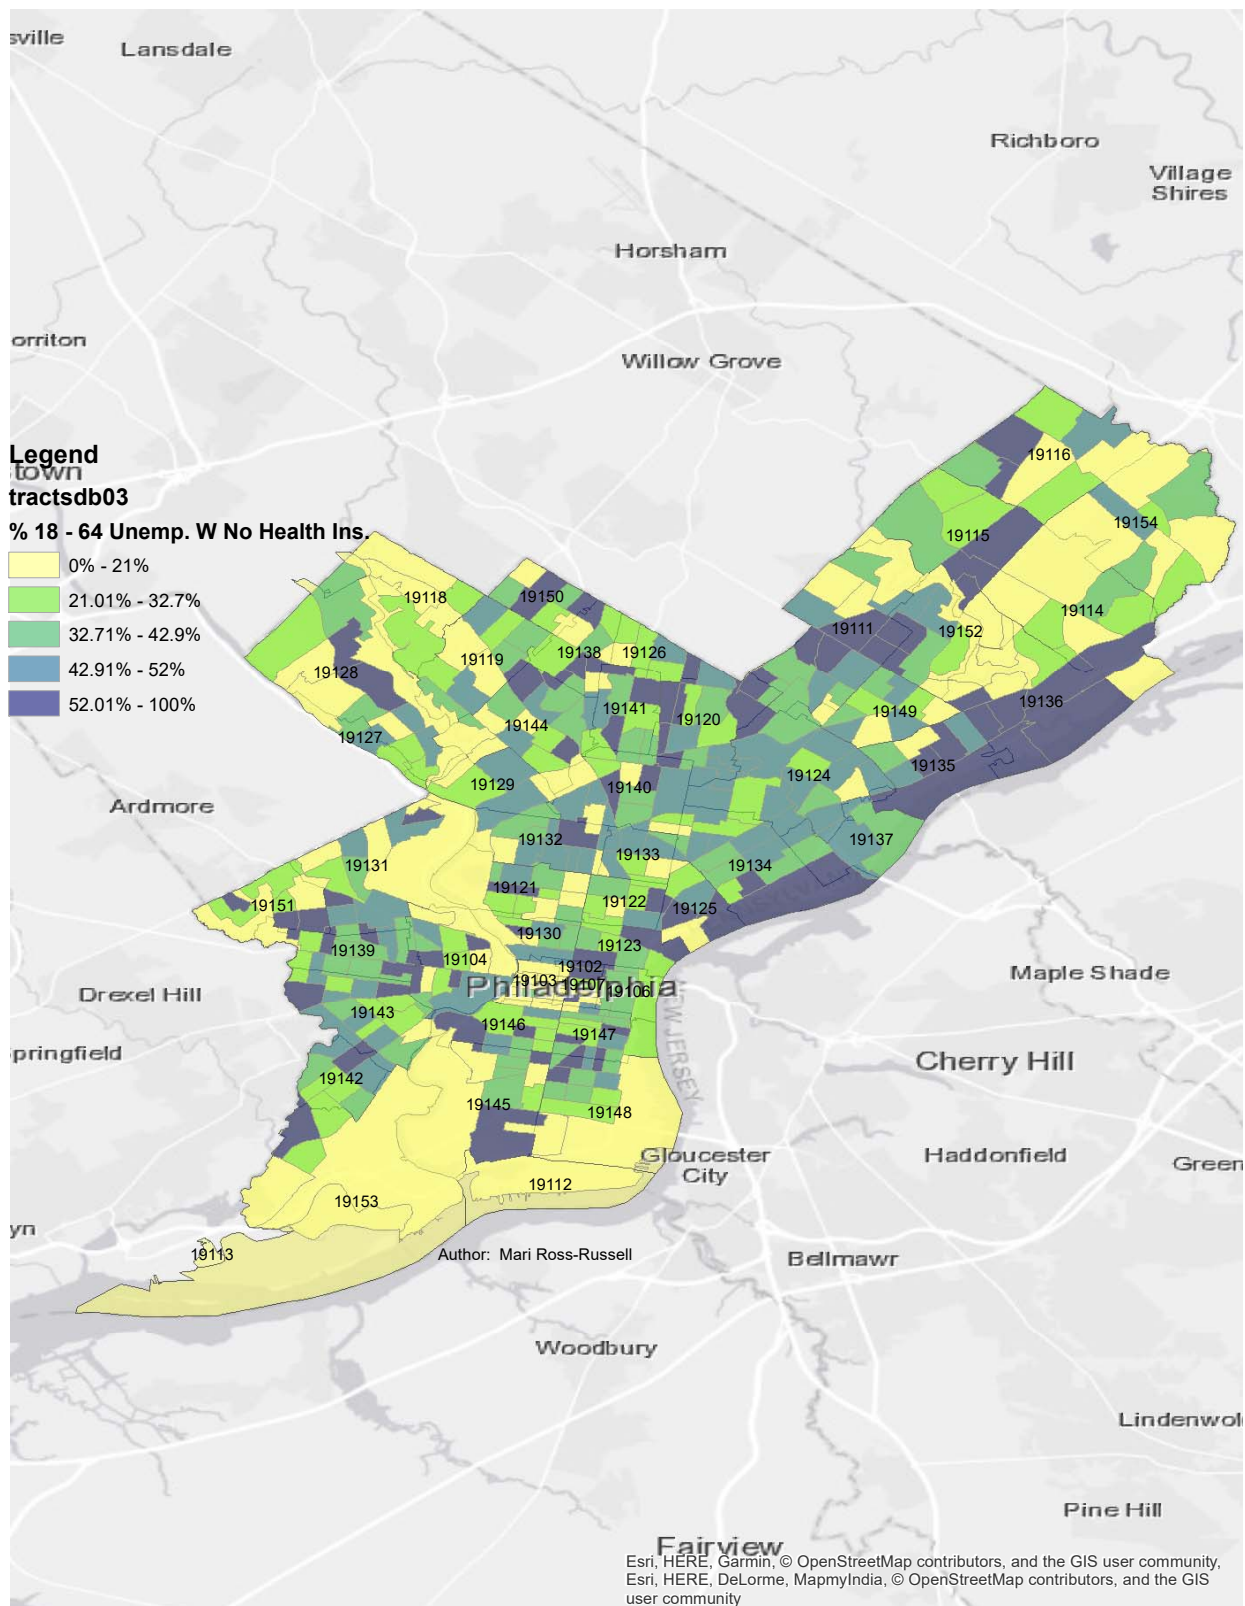 sville
Lansdale
Richboro
Village
Shires
Horsham
orriton
Willow Grove
Legend
town
tractsdb03
% 18 - 64 Unemp. W No Health Ins.
0% - 21%
21.01% - 32.7%
32.71% - 42.9%
42.91% - 52%
52.01% - 100%
19116
19154
19115
19118
19150
19114
19111
19152
19138
19126
19119
19128
19136
19141
19149
19120
19144
19127
19135
19124
19129
19140
Ardmore
19132
19137
19133
19131
19134
19121
19122
19151
19125
19130
19123
19139
19104
19102
Maple Shade
19103
19107
19106
Philadelphia
Drexel Hill
19143
19146
19147
NEW JERSEY
Springfield
Cherry Hill
19142
19145
19148
Gloucester
City
Haddonfield
Green
19112
19153
yn
19113
Author: Mari Ross-Russell
Bellmawr
Woodbury
Lindenwol
Pine Hill
Fairview
Esri, HERE, Garmin, © OpenStreetMap contributors, and the GIS user community,
Esri, HERE, DeLorme, MapmyIndia, © OpenStreetMap contributors, and the GIS
user community